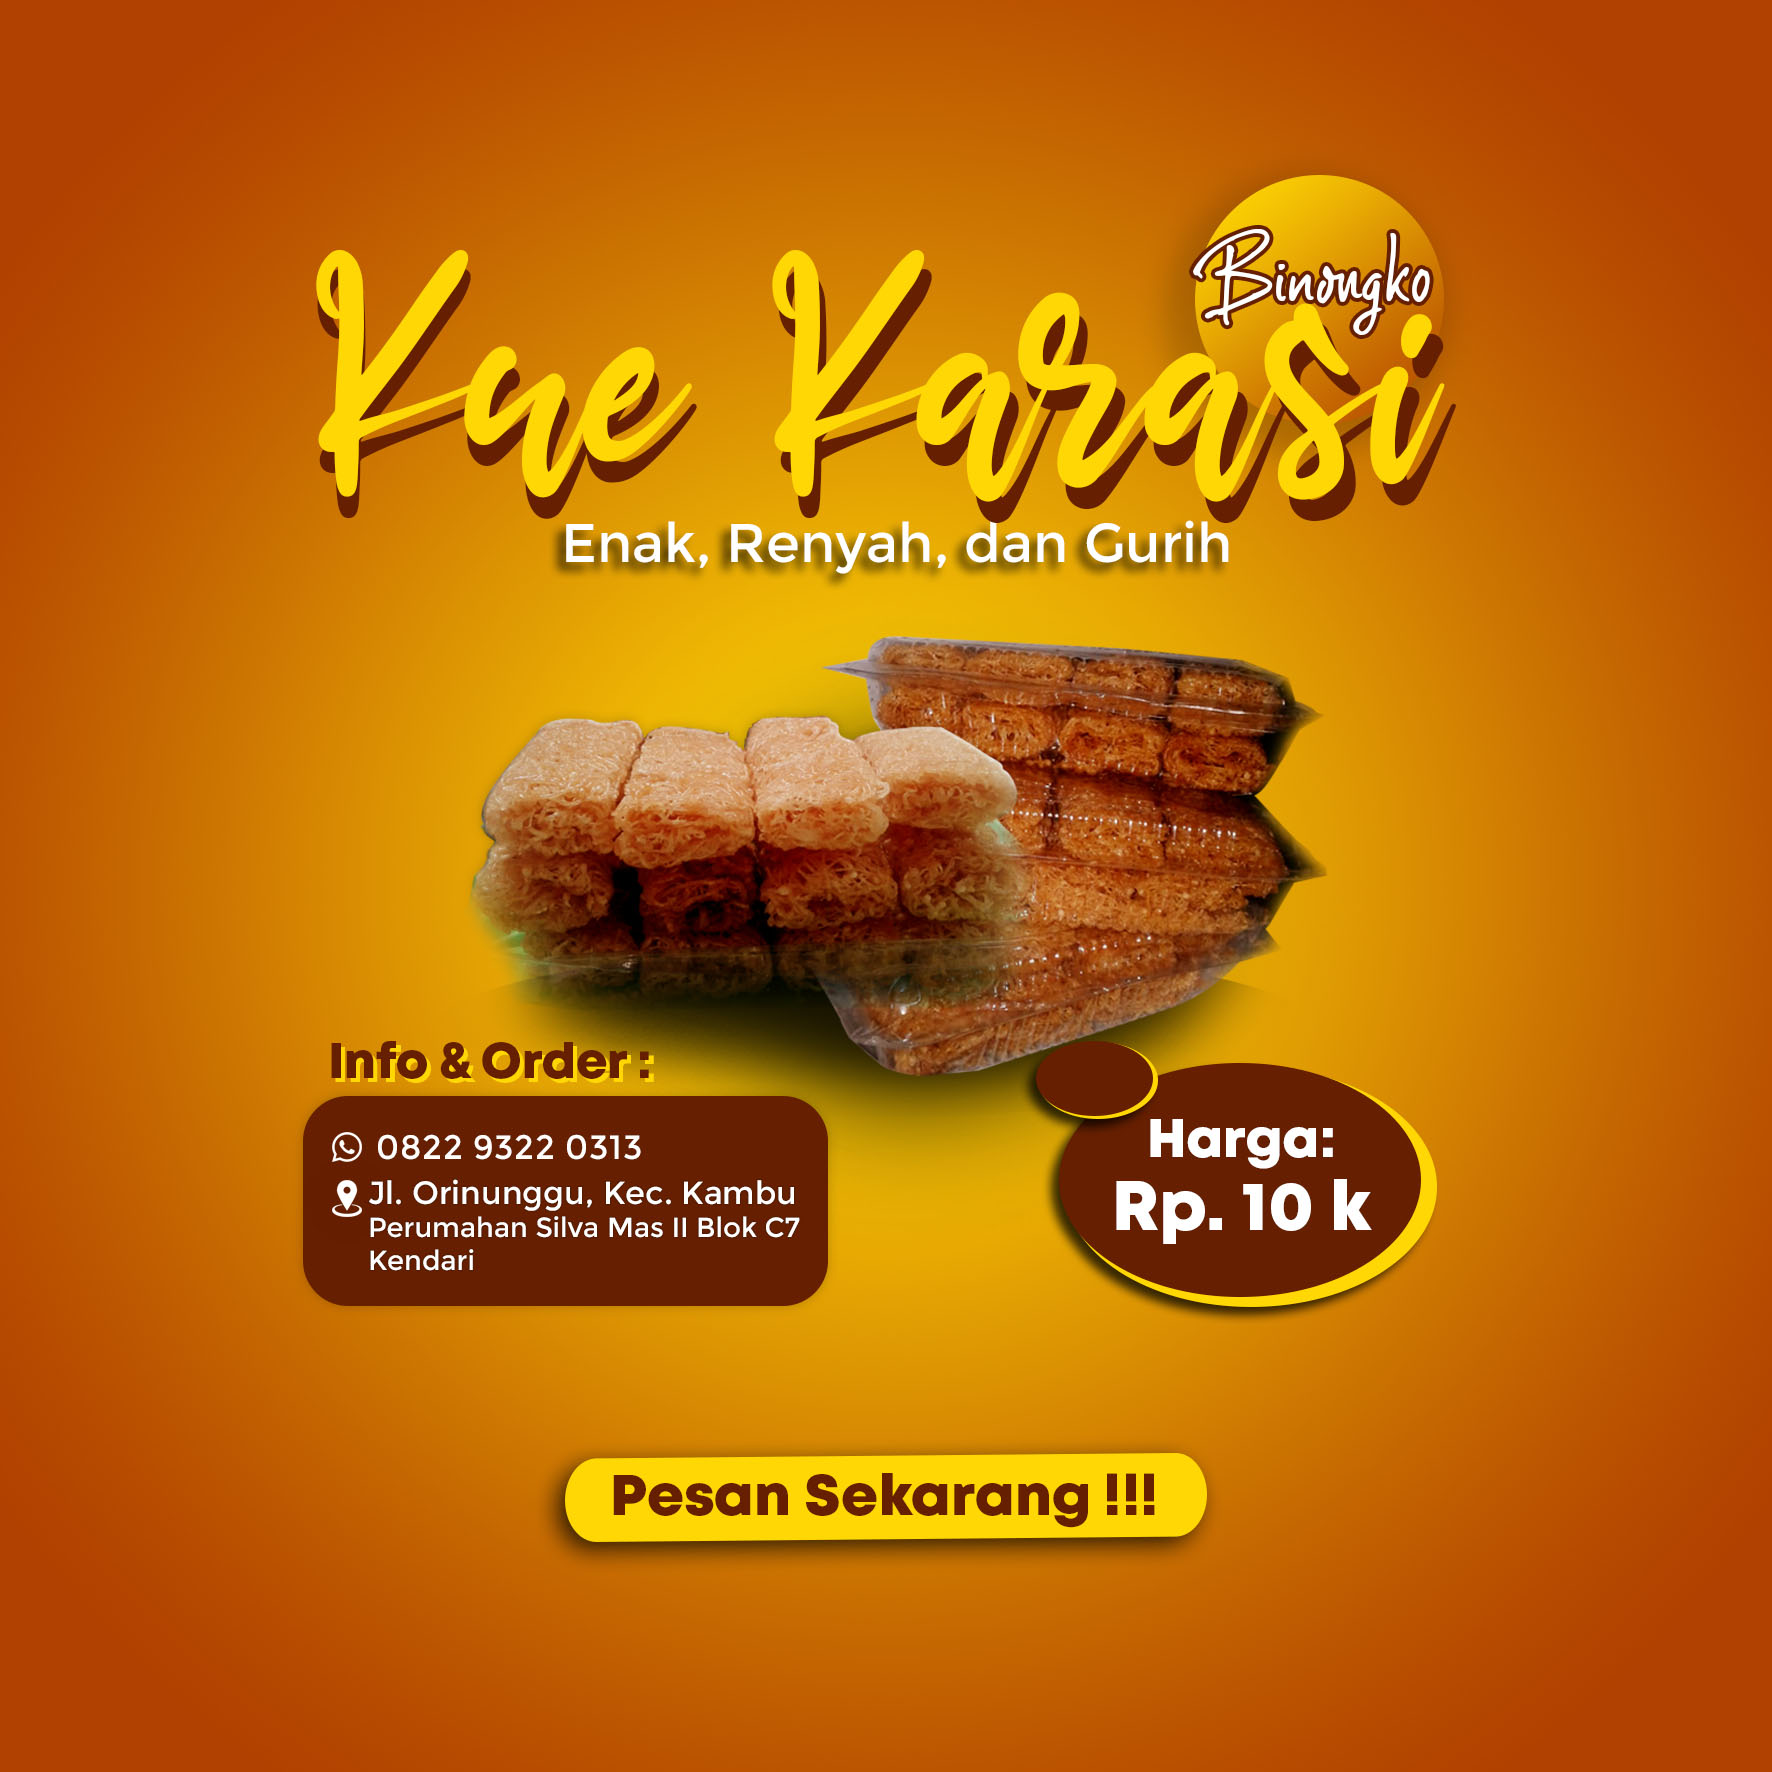 Binongko
Kue Karasi
Enak, Renyah, dan Gurih
Info & Order :
0822 9322 0313
Jl. Orinunggu, Kec. Kambu
Perumahan Silva Mas II Blok C7
Kendari
Harga:
Rp. 10 k
Pesan Sekarang !!!